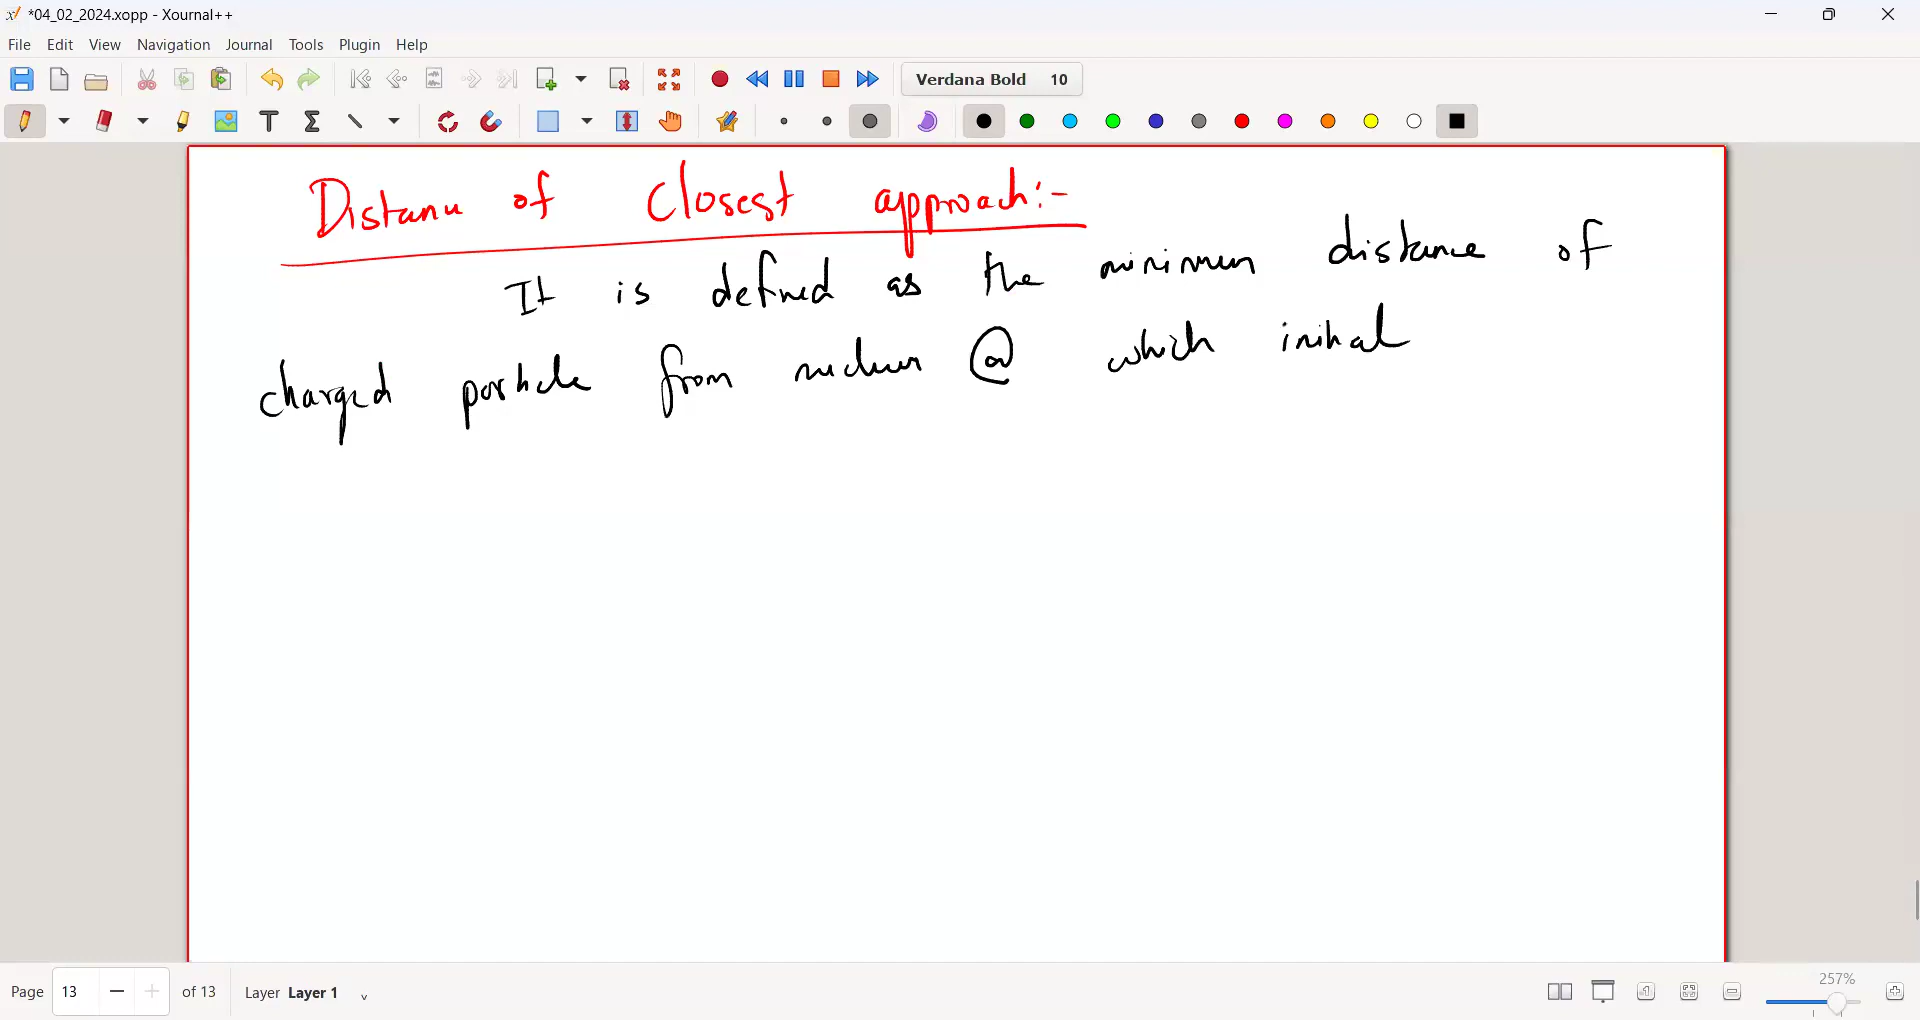 *04_02_2024.xopp - Xournal++
File Edit View Navigation Journal Tools Plugin Help
Verdana Bold 10
Distance of closest approach:-
It is defined as the minimum distance of
charged particle from nucleus @ which initial
Page 13 of 13 Layer Layer 1 257%